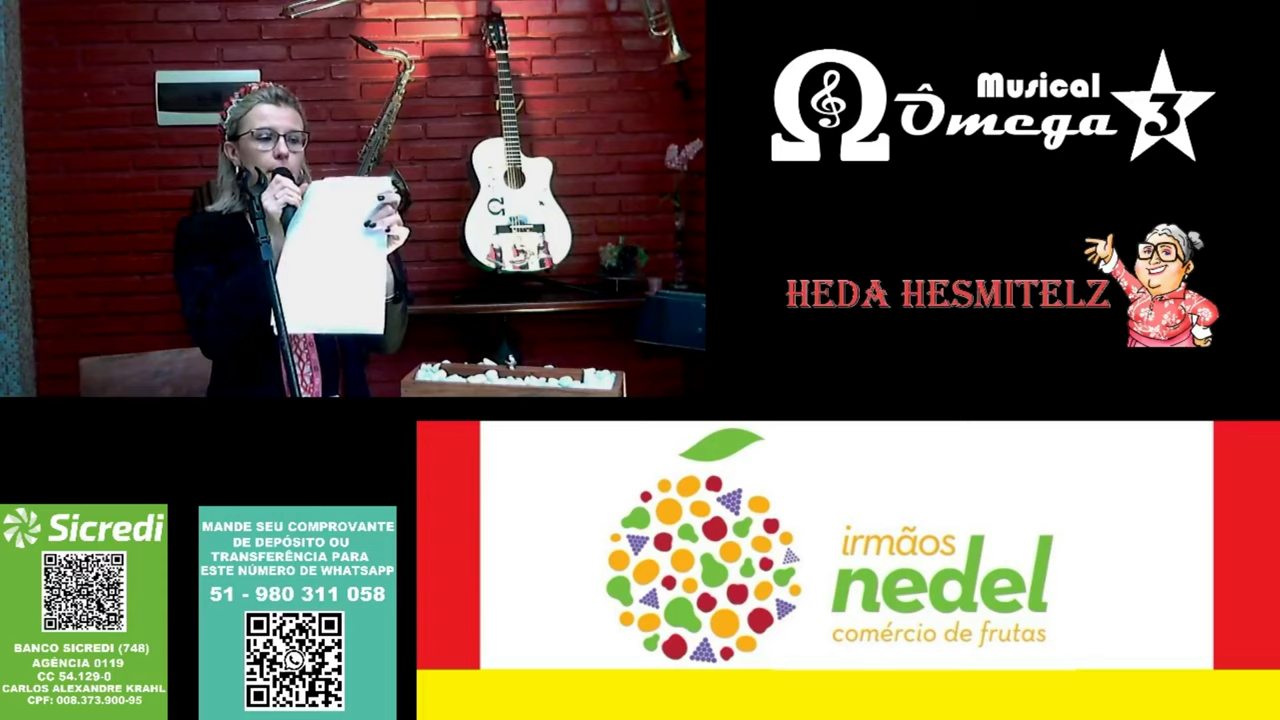 Musical
Ômega 3
HEDA HESMITELZ
Sicredi
BANCO SICREDI (748)
AGÊNCIA 0119
CC 54.129-0
CARLOS ALEXANDRE KRAHL
CPF: 008.373.900-95
MANDE SEU COMPROVANTE
DE DEPÓSITO OU
TRANSFERÊNCIA PARA
ESTE NÚMERO DE WHATSAPP
51 - 980 311 058
irmãos
nedel
comércio de frutas